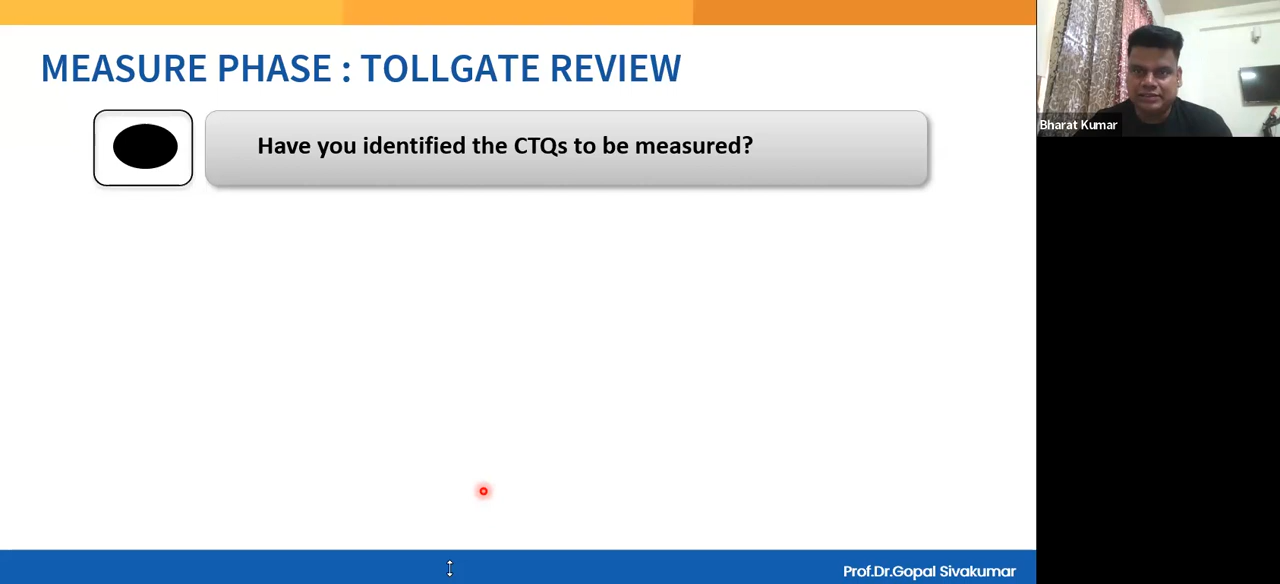 MEASURE PHASE : TOLLGATE REVIEW
Bharat Kumar
Have you identified the CTQs to be measured?
Prof.Dr.Gopal Sivakumar